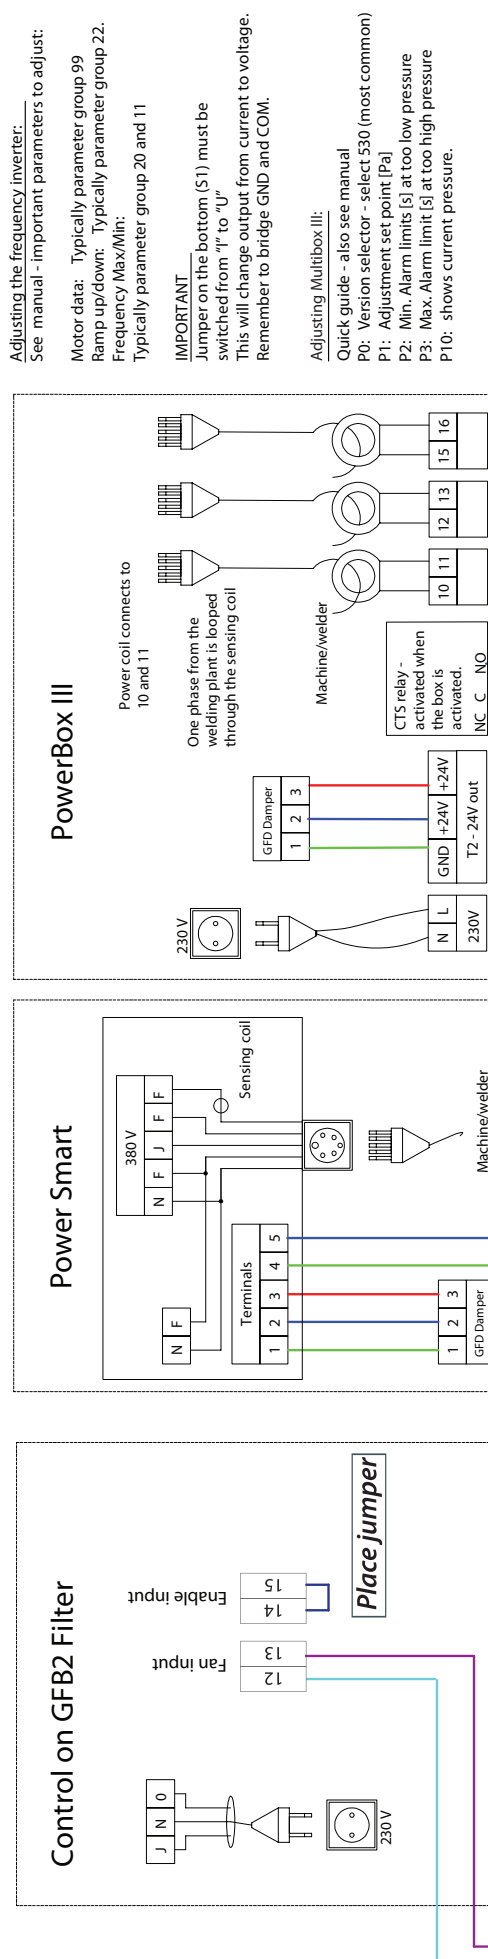 Control on GFB2 Filter
J N 0
230 V
Fan input
12 13
Enable input
14 15
Place jumper
Power Smart
N F
380 V
N F J F F
Sensing coil
Terminals
1 2 3 4 5
1 2 3
GFD Damper
Machine/welder
PowerBox III
230 V
N L
230V
GFD Damper
1 2 3
GND +24V +24V
T2 - 24V out
Power coil connects to
10 and 11
One phase from the
welding plant is looped
through the sensing coil
Machine/welder
CTS relay -
activated when
the box is
activated.
NC C NO
10 11
12 13
15 16
Adjusting the frequency inverter:
See manual - important parameters to adjust:
Motor data: Typically parameter group 99
Ramp up/down: Typically parameter group 22.
Frequency Max/Min:
Typically parameter group 20 and 11
IMPORTANT
Jumper on the bottom (S1) must be
switched from "I" to "U"
This will change output from current to voltage.
Remember to bridge GND and COM.
Adjusting Multibox III:
Quick guide - also see manual
P0: Version selector - select 530 (most common)
P1: Adjustment set point [Pa]
P2: Min. Alarm limits [s] at too low pressure
P3: Max. Alarm limit [s] at too high pressure
P10: shows current pressure.